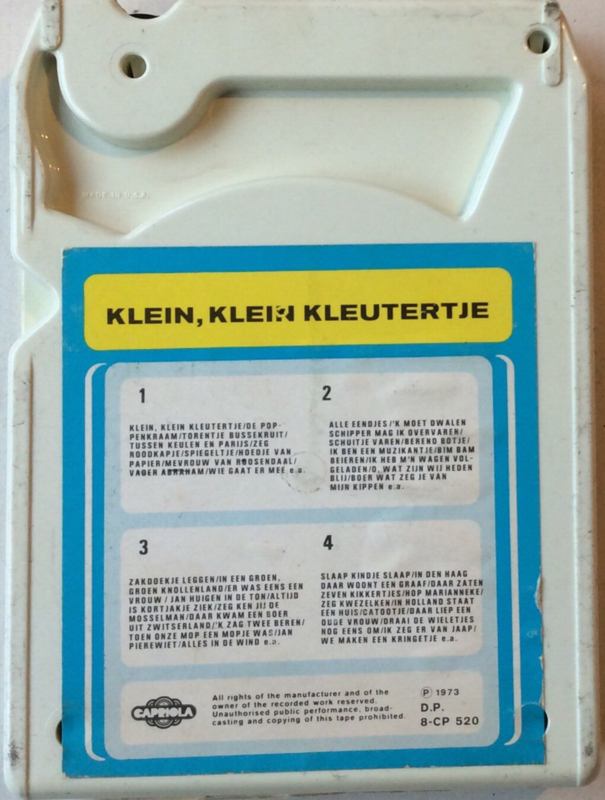 MADE IN U.S.A.
KLEIN, KLEIN KLEUTERTJE
1
KLEIN, KLEIN KLEUTERTJE/DE POP-
PENKRAAM/TORENTJE BUSSEKRUIT/
TUSSEN KEULEN EN PARIJS/ZEG
ROODKAPJE/SPIEGELTJE/HOEDJE VAN
PAPIER/MEVROUW VAN ROOSENDAAL/
VADER ABRAHAM/WIE GAAT ER MEE e.a.
2
ALLE EENDJES/'K MOET DWALEN
SCHIPPER MAG IK OVERVAREN/
SCHUITJE VAREN/BEREND BOTJE/
IK BEN EEN MUZIKANTJE/BIM BAM
BEIEREN/IK HEB M'N WAGEN VOL-
GELADEN/O, WAT ZIJN WIJ HEDEN
BLIJ/BOER WAT ZEG JE VAN
MIJN KIPPEN e.a.
3
ZAKDOEKJE LEGGEN/IN EEN GROEN,
GROEN KNOLLENLAND/ER WAS EENS EEN
VROUW / JAN HUIGEN IN DE TON/ALTIJD
IS KORTJAKJE ZIEK/ZEG KEN JIJ DE
MOSSELMAN/DAAR KWAM EEN BOER
UIT ZWITSERLAND/'K ZAG TWEE BEREN/
TOEN ONZE MOP EEN MOPJE WAS/JAN
PIEREWIET/ALLES IN DE WIND e.a.
4
SLAAP KINDJE SLAAP/IN DEN HAAG
DAAR WOONT EEN GRAAF/DAAR ZATEN
ZEVEN KIKKERTJES/HOP MARIANNEKE/
ZEG KWEZELKEN/IN HOLLAND STAAT
EEN HUIS/CATOOTJE/DAAR LIEP EEN
OUDE VROUW/DRAAI DE WIELETJES
NOG EENS OM/IK ZEG ER VAN JAAP/
WE MAKEN EEN KRINGETJE e.a.
CAPRIOLA
All rights of the manufacturer and of the
owner of the recorded work reserved.
Unauthorised public performance, broad-
casting and copying of this tape prohibited.
Ⓟ 1973
D.P.
8-CP 520